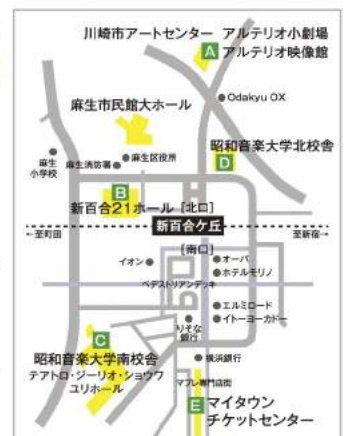 川崎市アートセンター アルテリオ小劇場
A アルテリオ映像館
Odakyu OX
麻生市民館大ホール
昭和音楽大学北校舎
D
麻生
小学校
麻生消防署
麻生区役所
B
新百合21ホール [北口]
新百合ケ丘
←至町田
至新宿→
[南口]
イオン
オーパ
ホテルモリノ
ペデストリアンデッキ
エルミロード
イトーヨーカドー
りそな
銀行
C
昭和音楽大学南校舎
テアトロ・ジーリオ・ショウワ
ユリホール
横浜銀行
マプレ専門店街
E マイタウン
チケットセンター